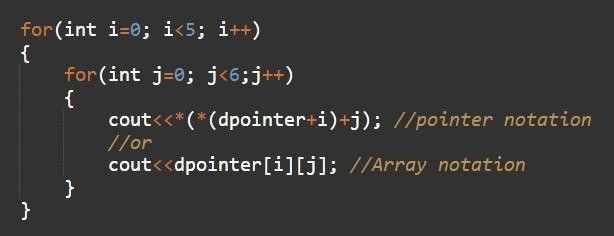 for(int i=0; i<5; i++)
{
for(int j=0; j<6;j++)
{
cout<<*(*(dpointer+i)+j); //pointer notation
//or
cout<<dpointer[i][j]; //Array notation
}
}